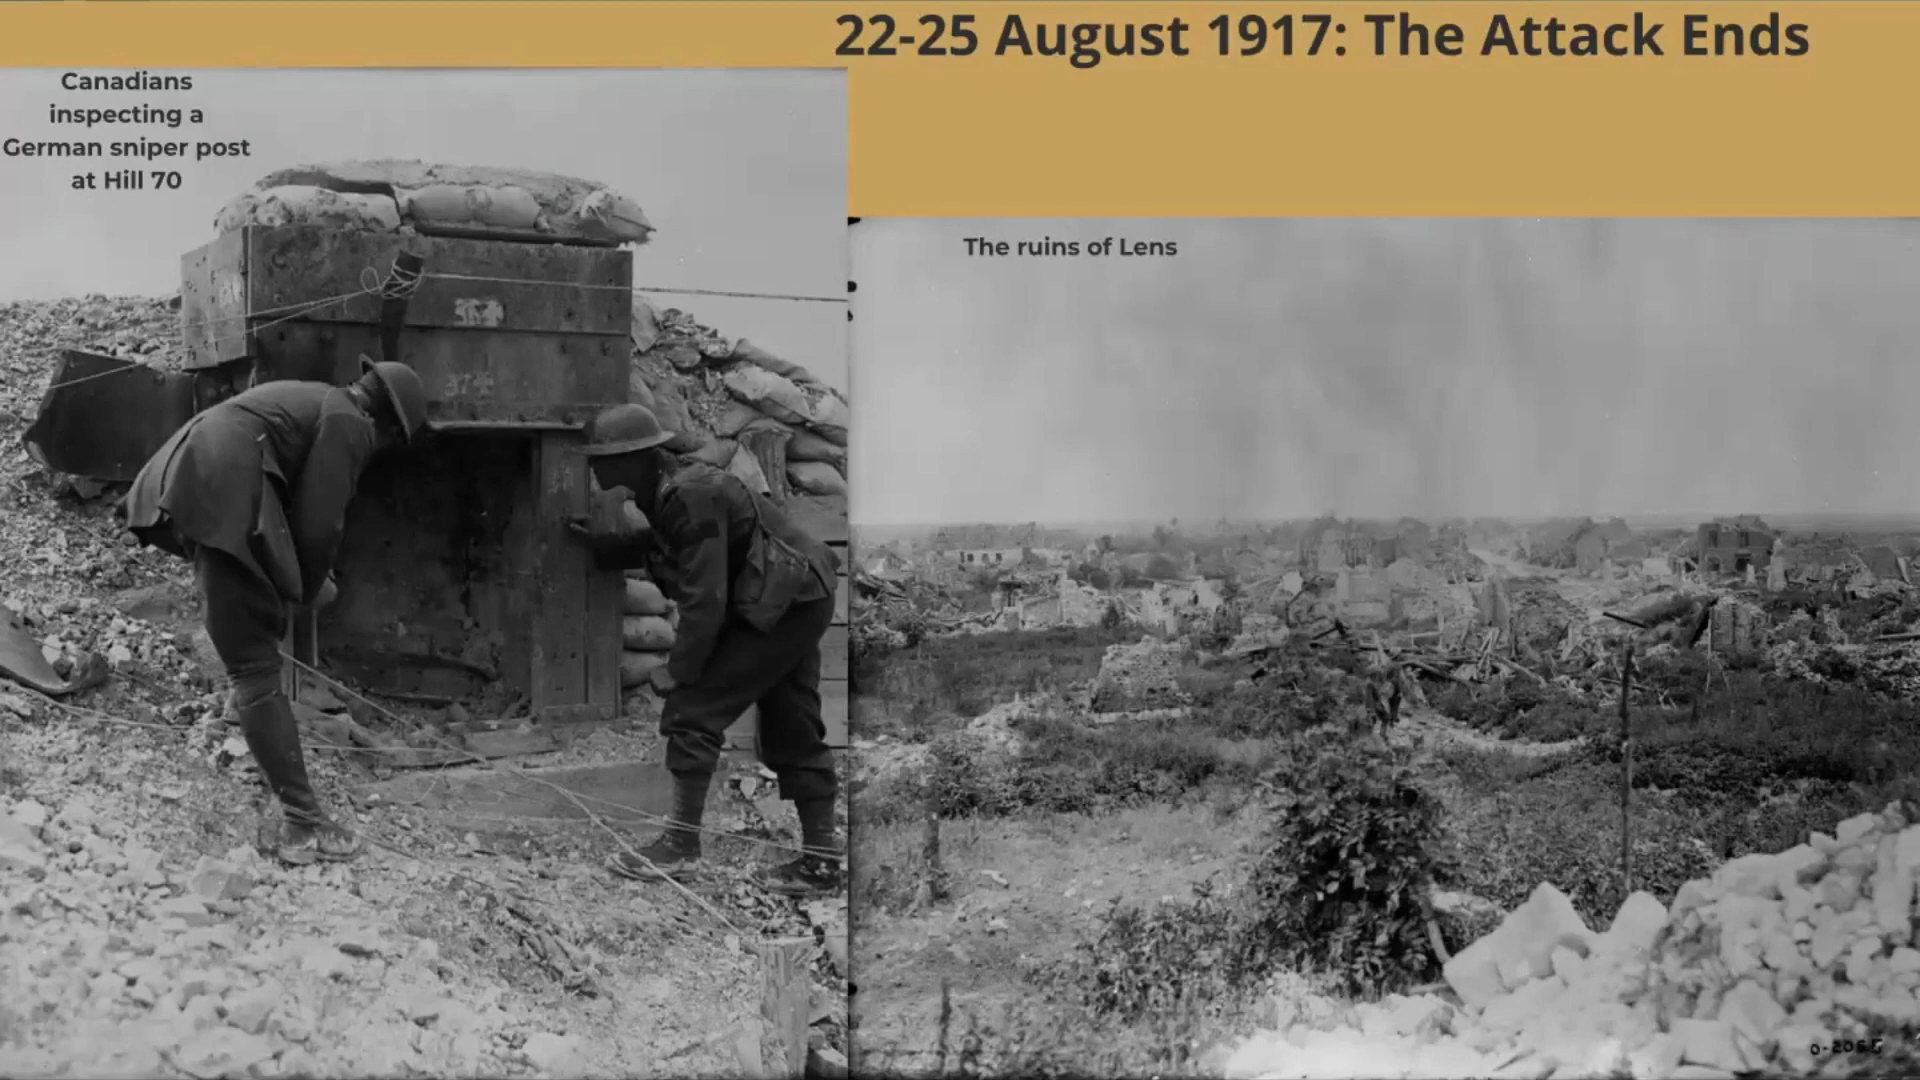 22-25 August 1917: The Attack Ends
Canadians
inspecting a
German sniper post
at Hill 70
The ruins of Lens